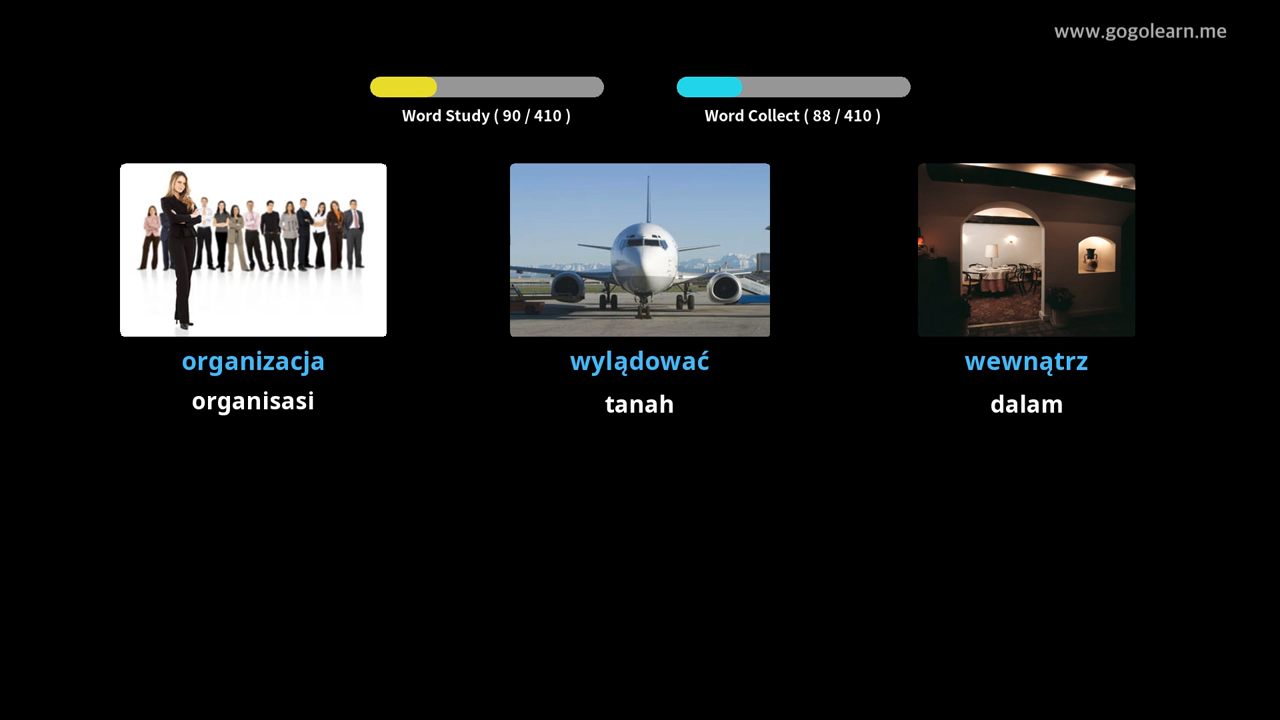 www.gogolearn.me
Word Study ( 90 / 410 )
Word Collect ( 88 / 410 )
organizacja
organisasi
wylądować
tanah
wewnątrz
dalam